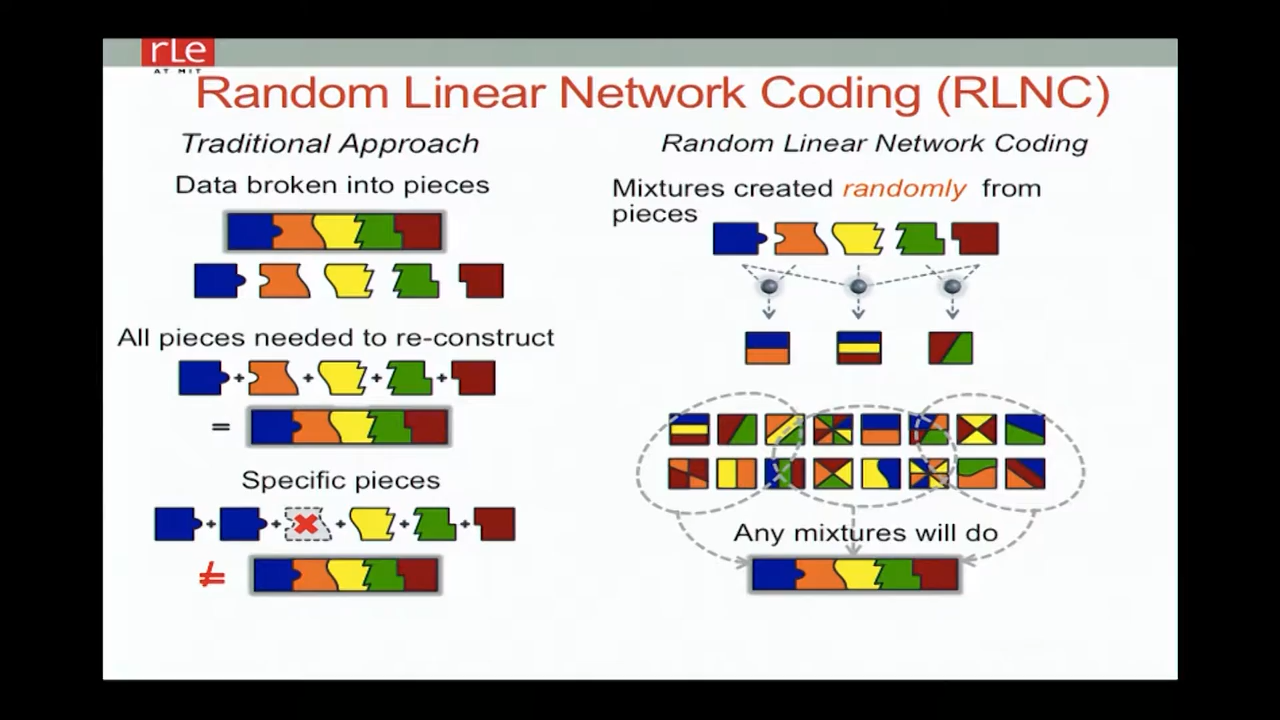 rLe
AT MIT
Random Linear Network Coding (RLNC)
Traditional Approach
Data broken into pieces
All pieces needed to re-construct
+ + + +
=
Specific pieces
+ + + + +
≠
Random Linear Network Coding
Mixtures created randomly from
pieces
Any mixtures will do